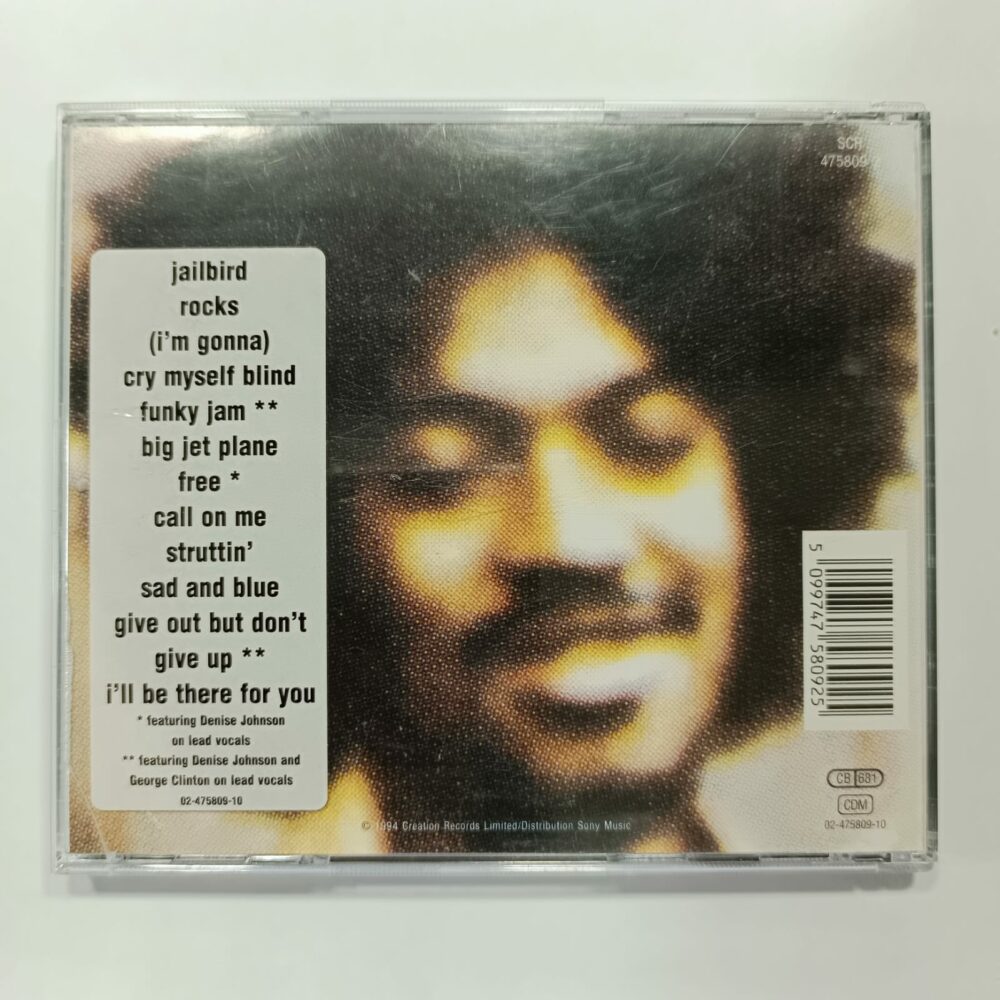 SCR
475809 2
jailbird
rocks
(i'm gonna)
cry myself blind
funky jam **
big jet plane
free *
call on me
struttin'
sad and blue
give out but don't
give up **
i'll be there for you
* featuring Denise Johnson
on lead vocals
** featuring Denise Johnson and
George Clinton on lead vocals
02-475809-10
5 099747 580925
CB 681
CDM
02-475809-10
© 1994 Creation Records Limited/Distribution Sony Music